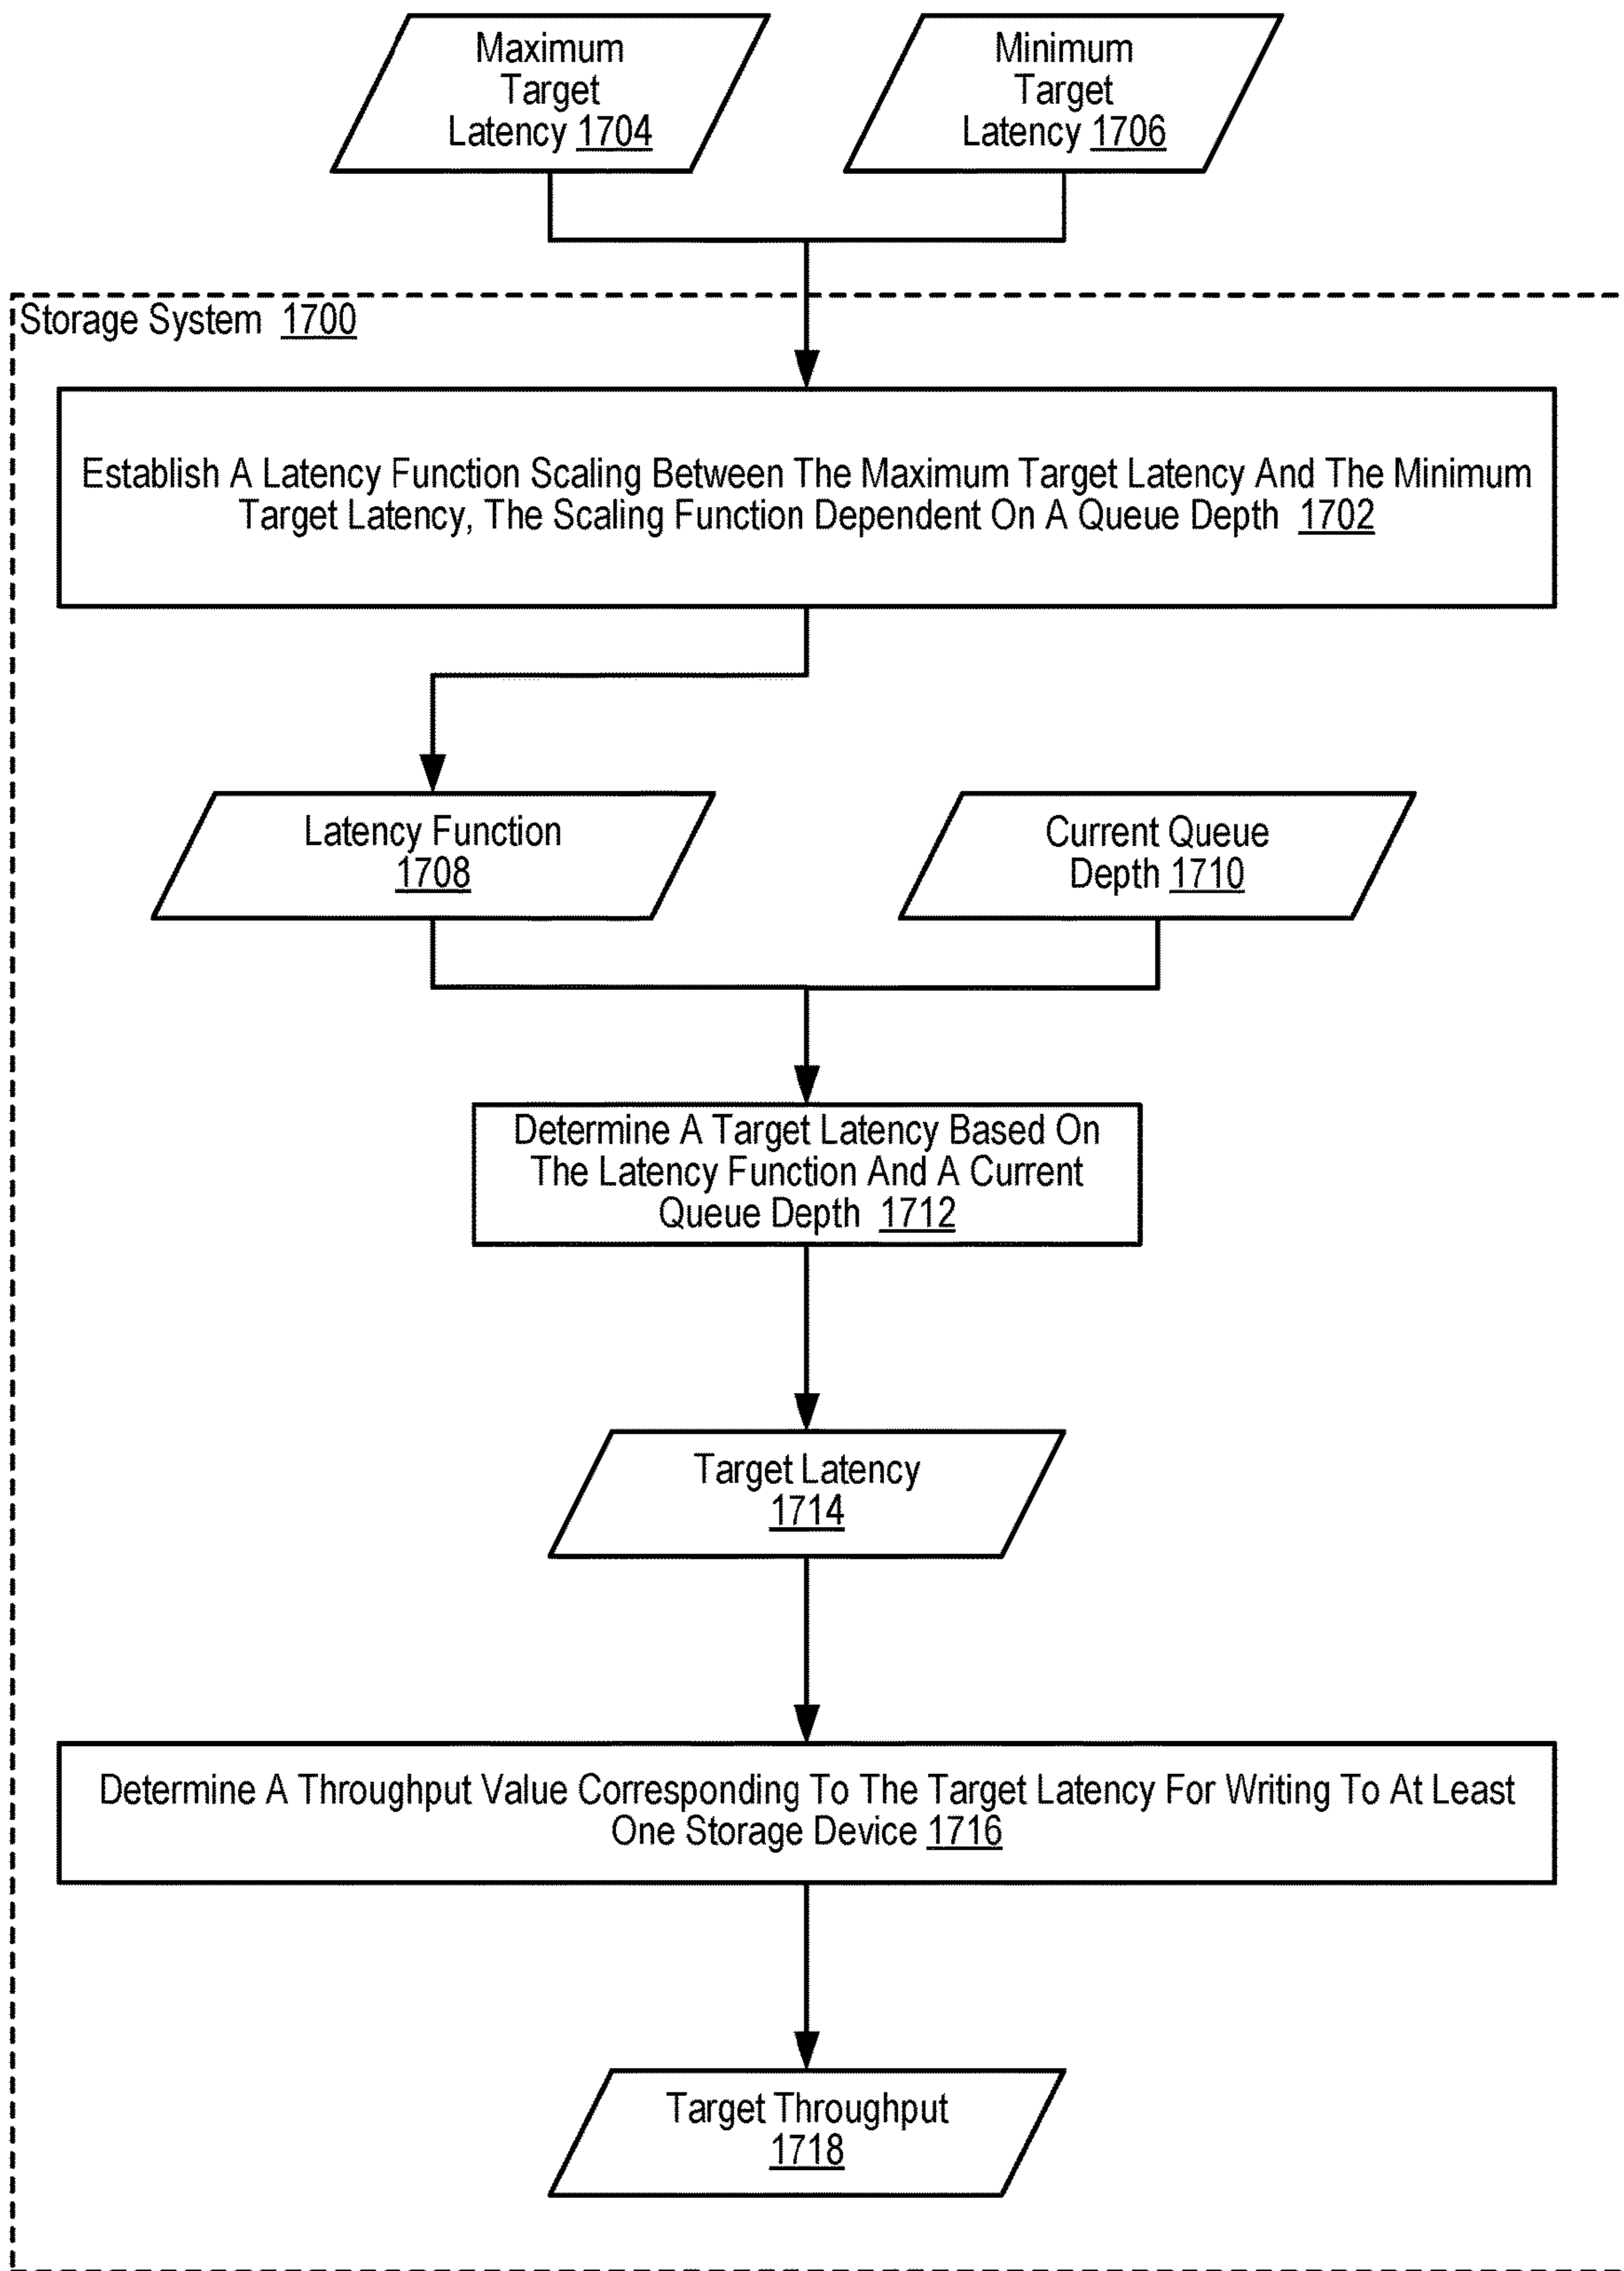 Maximum
Target
Latency 1704
Minimum
Target
Latency 1706
Storage System 1700
Establish A Latency Function Scaling Between The Maximum Target Latency And The Minimum
Target Latency, The Scaling Function Dependent On A Queue Depth 1702
Latency Function
1708
Current Queue
Depth 1710
Determine A Target Latency Based On
The Latency Function And A Current
Queue Depth 1712
Target Latency
1714
Determine A Throughput Value Corresponding To The Target Latency For Writing To At Least
One Storage Device 1716
Target Throughput
1718